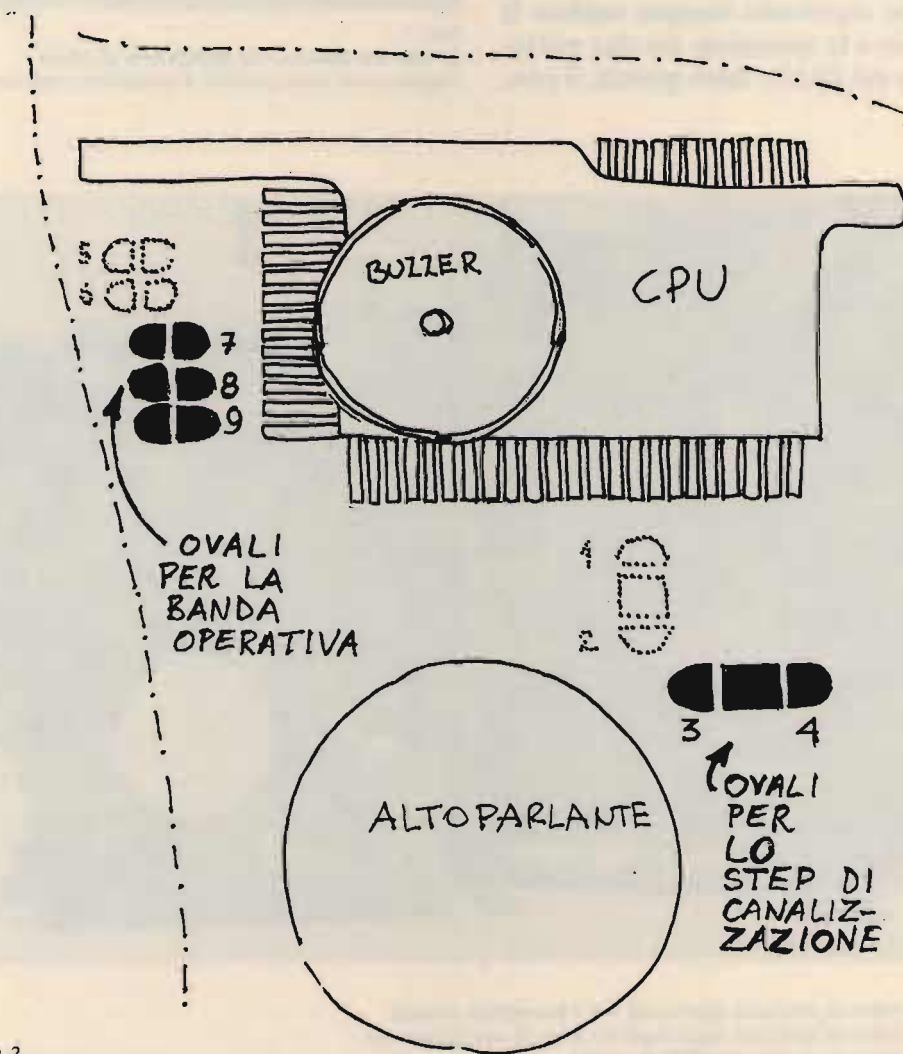 BUZZER
CPU
5
6
7
8
9
OVALI
PER LA
BANDA
OPERATIVA
1
2
3 4
ALTOPARLANTE
OVALI
PER
LO
STEP DI
CANALIZ-
ZAZIONE